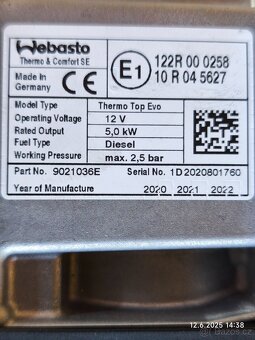 Webasto
Thermo & Comfort SE
Made in
Germany
CE
E1
122R 00 0258
10 R 04 5627
Model Type Thermo Top Evo
Operating Voltage 12 V
Rated Output 5,0 kW
Fuel Type Diesel
Working Pressure max. 2,5 bar
Part No. 9021036E Serial No. 1D2020801760
Year of Manufacture 2020 2021 2022
12.6.2025 14:38